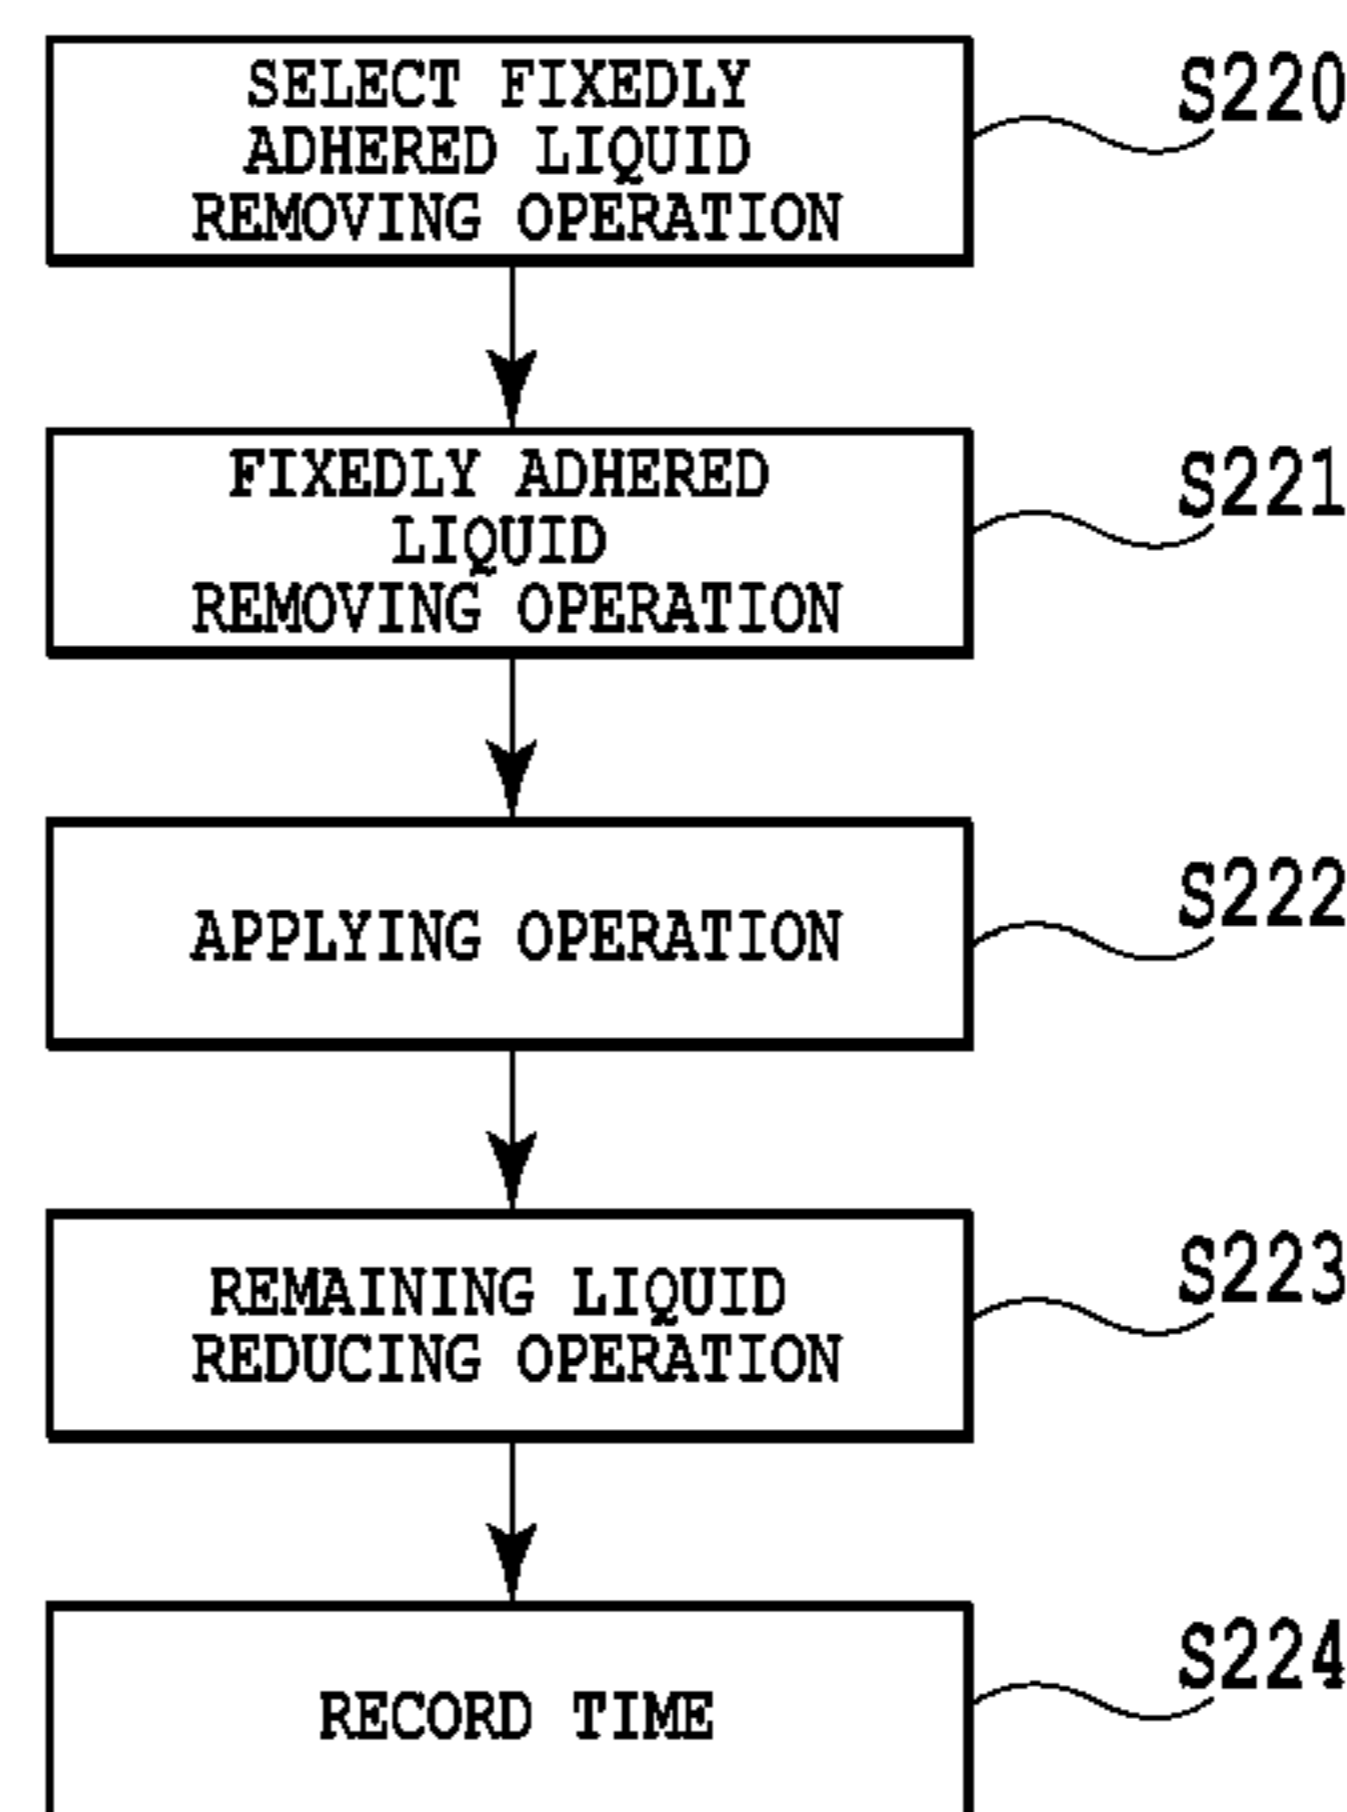 SELECT FIXEDLY
ADHERED LIQUID
REMOVING OPERATION
S220
FIXEDLY ADHERED
LIQUID
REMOVING OPERATION
S221
APPLYING OPERATION
S222
REMAINING LIQUID
REDUCING OPERATION
S223
RECORD TIME
S224